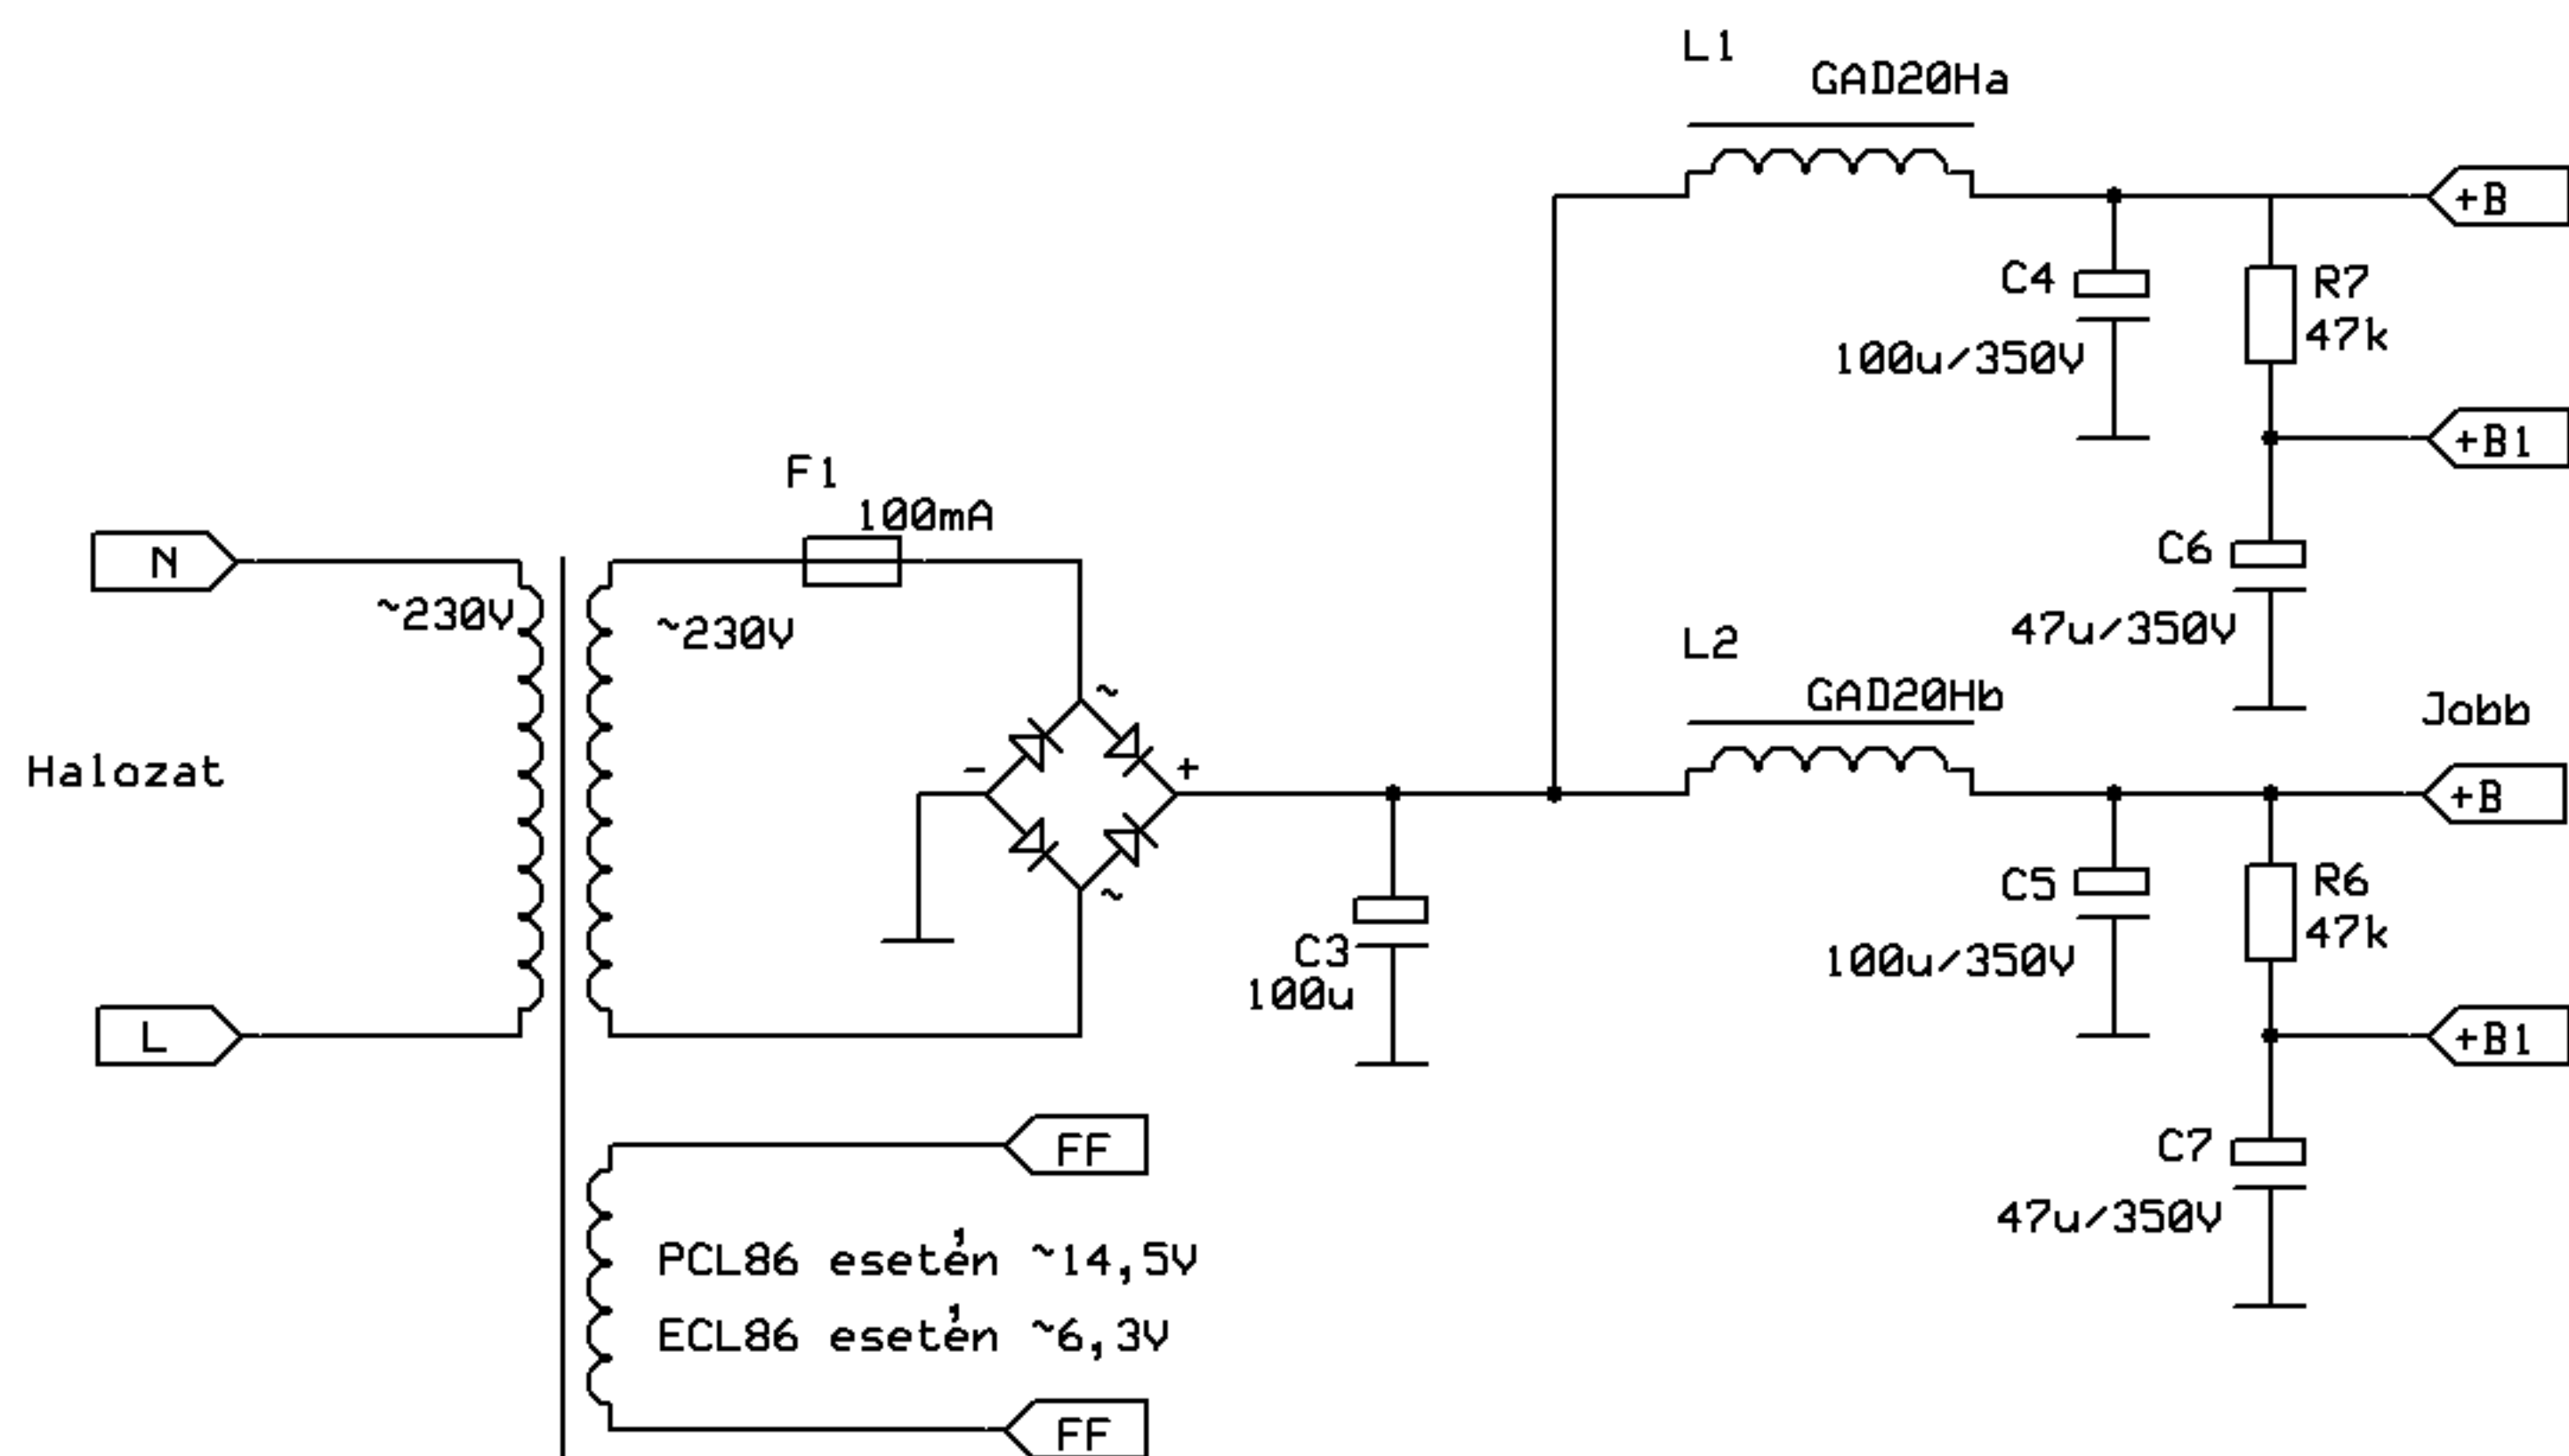 L1
GAD20Ha
+B
C4
100u/350V
R7
47k
+B1
F1
100mA
N
~230V
~230V
C6
47u/350V
L2
GAD20Hb
Jobb
~
-
+
Halozat
+B
~
C3
100u
C5
100u/350V
R6
47k
L
+B1
FF
C7
47u/350V
PCL86 esetén ~14,5V
ECL86 esetén ~6,3V
FF